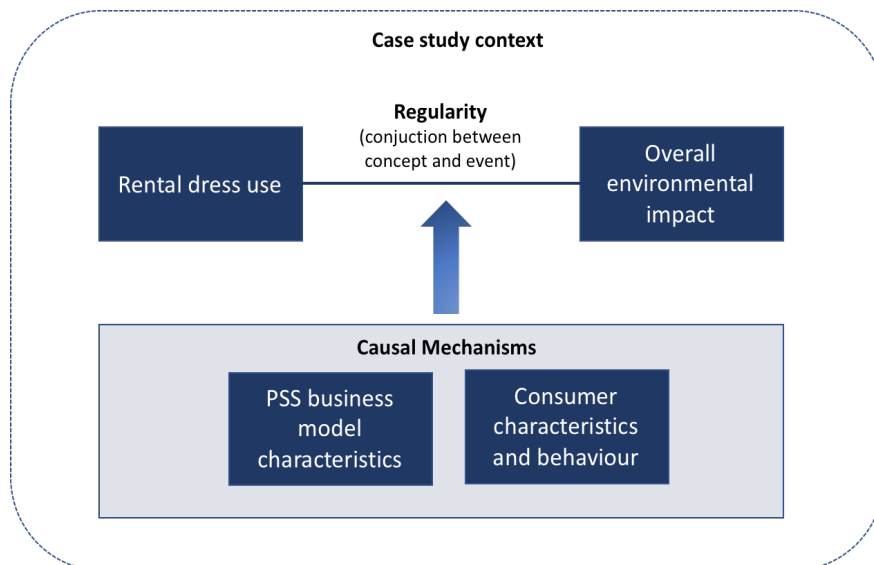 Case study context
Regularity
(conjuction between
concept and event)
Rental dress use
Overall
environmental
impact
Causal Mechanisms
PSS business
model
characteristics
Consumer
characteristics
and behaviour